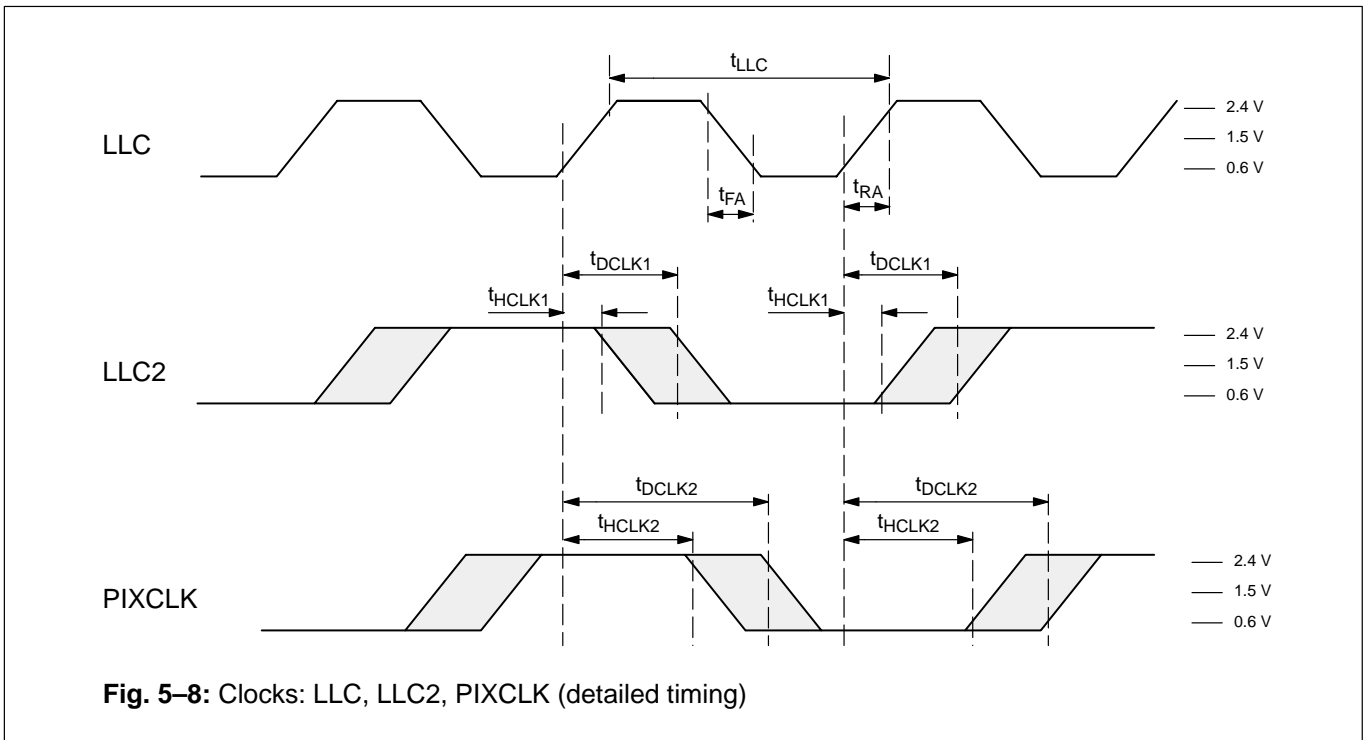 tLLC
LLC
2.4 V
1.5 V
0.6 V
tFA
tRA
tDCLK1
tDCLK1
tHCLK1
tHCLK1
LLC2
2.4 V
1.5 V
0.6 V
tDCLK2
tDCLK2
tHCLK2
tHCLK2
PIXCLK
2.4 V
1.5 V
0.6 V
Fig. 5–8: Clocks: LLC, LLC2, PIXCLK (detailed timing)